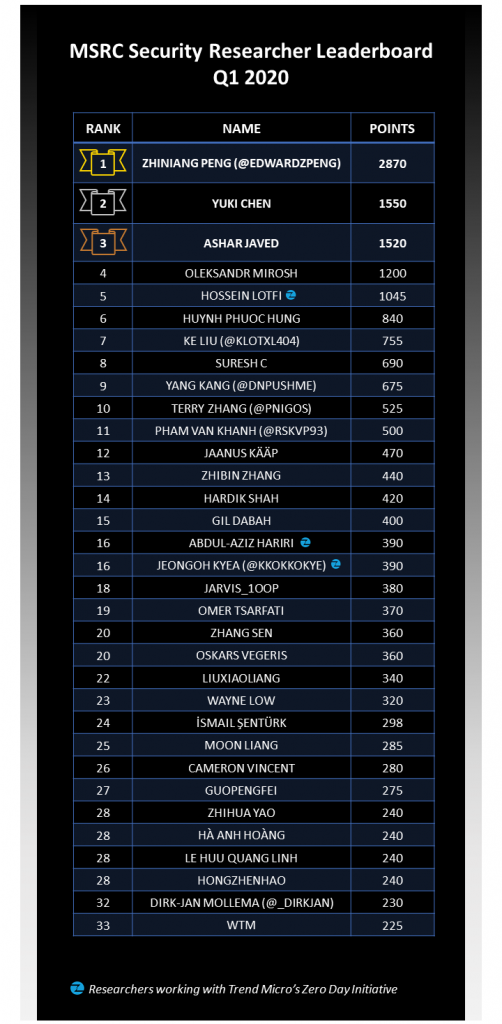 MSRC Security Researcher Leaderboard
Q1 2020
RANK NAME POINTS
1 ZHINIANG PENG (@EDWARDZPENG) 2870
2 YUKI CHEN 1550
3 ASHAR JAVED 1520
4 OLEKSANDR MIROSH 1200
5 HOSSEIN LOTFI 1045
6 HUYNH PHUOC HUNG 840
7 KE LIU (@KLOTXL404) 755
8 SURESH C 690
9 YANG KANG (@DNPUSHME) 675
10 TERRY ZHANG (@PNIGOS) 525
11 PHAM VAN KHANH (@RSKVP93) 500
12 JAANUS KÄÄP 470
13 ZHIBIN ZHANG 440
14 HARDIK SHAH 420
15 GIL DABAH 400
16 ABDUL-AZIZ HARIRI 390
16 JEONGOH KYEA (@KKOKKOKYE) 390
18 JARVIS_1OOP 380
19 OMER TSARFATI 370
20 ZHANG SEN 360
20 OSKARS VEGERIS 360
22 LIUXIAOLIANG 340
23 WAYNE LOW 320
24 İSMAIL ŞENTÜRK 298
25 MOON LIANG 285
26 CAMERON VINCENT 280
27 GUOPENGFEI 275
28 ZHIHUA YAO 240
28 HÀ ANH HOÀNG 240
28 LE HUU QUANG LINH 240
28 HONGZHENHAO 240
32 DIRK-JAN MOLLEMA (@_DIRKJAN) 230
33 WTM 225
Researchers working with Trend Micro's Zero Day Initiative